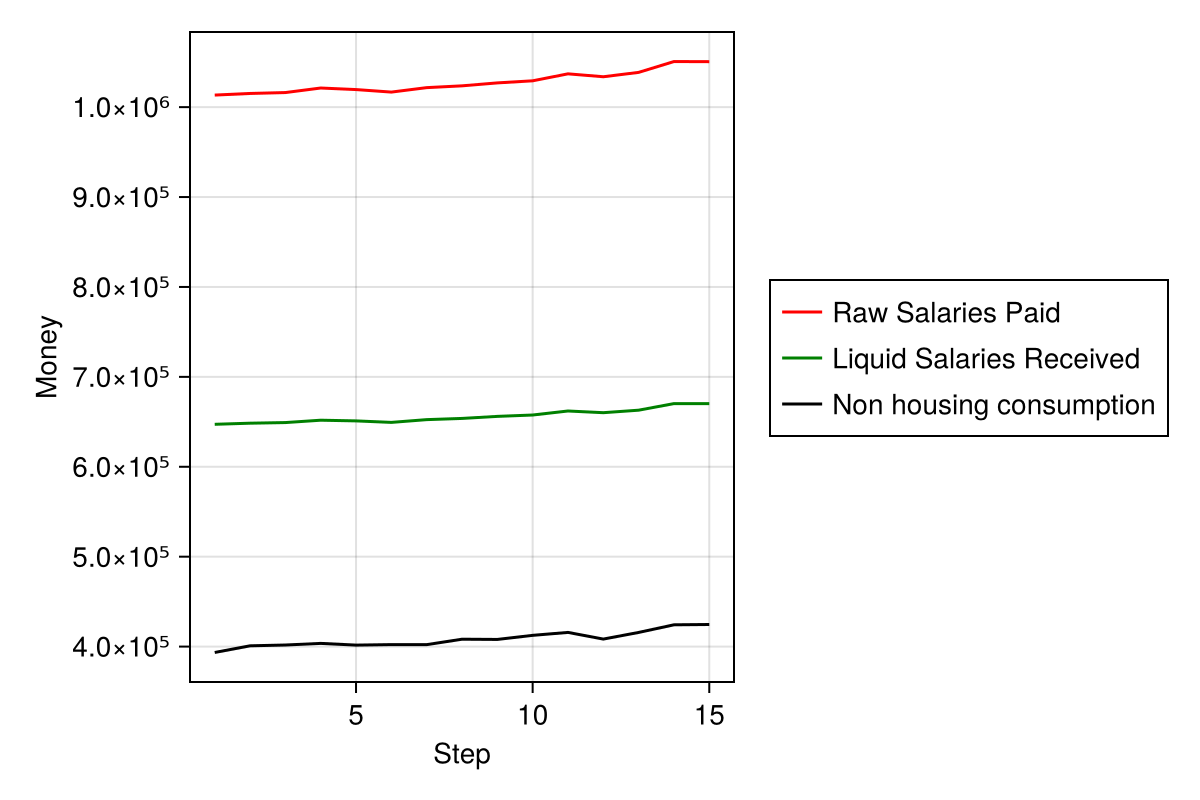 1.0×10⁶
9.0×10⁵
8.0×10⁵
7.0×10⁵
6.0×10⁵
5.0×10⁵
4.0×10⁵
Money
5 10 15
Step
Raw Salaries Paid
Liquid Salaries Received
Non housing consumption